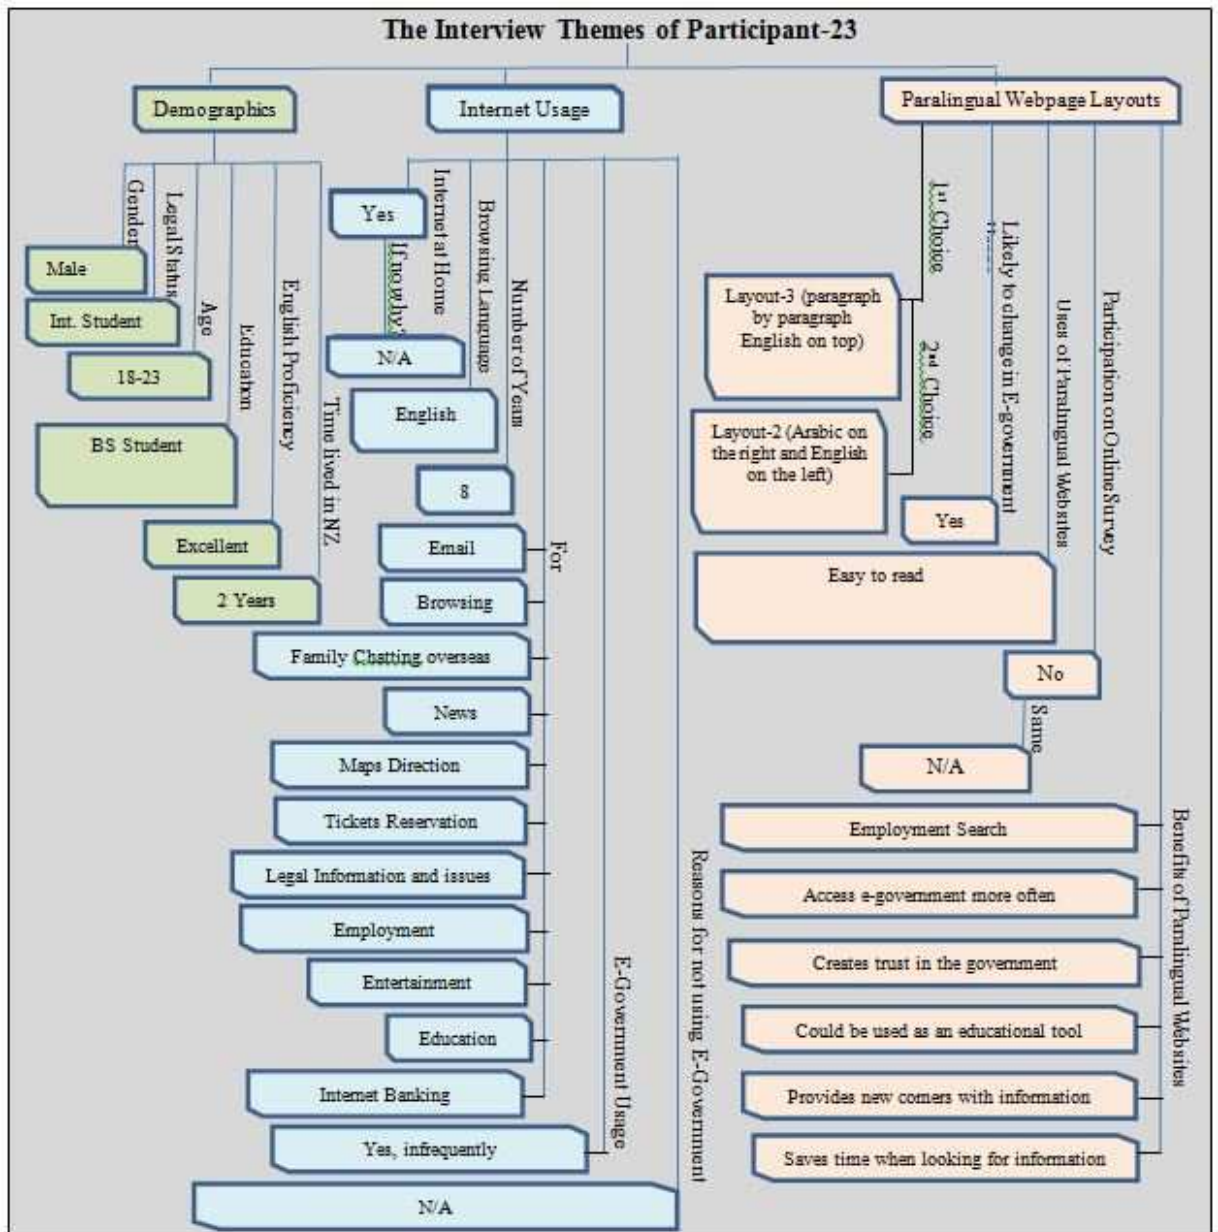 The Interview Themes of Participant-23
Demographics
Gender
Male
Legal Status
Int. Student
Age
18-23
Education
BS Student
English Proficiency
Excellent
Time lived in NZ
2 Years
Internet Usage
Internet at Home
Yes
If no why?
N/A
Browsing Language
English
Number of Years
8
For
Email
Browsing
Family Chatting overseas
News
Maps Direction
Tickets Reservation
Legal Information and issues
Employment
Entertainment
Education
Internet Banking
E-Government Usage
Yes, infrequently
Reasons for not using E-Government
N/A
Paralingual Webpage Layouts
1st Choice
Layout-3 (paragraph
by paragraph
English on top)
2nd Choice
Layout-2 (Arabic on
the right and English
on the left)
Likely to change in E-government
Yes
Uses of Paralingual Websites
Easy to read
Participation on Online Survey
No
Same
N/A
Benefits of Paralingual Websites
Employment Search
Access e-government more often
Creates trust in the government
Could be used as an educational tool
Provides new comers with information
Saves time when looking for information